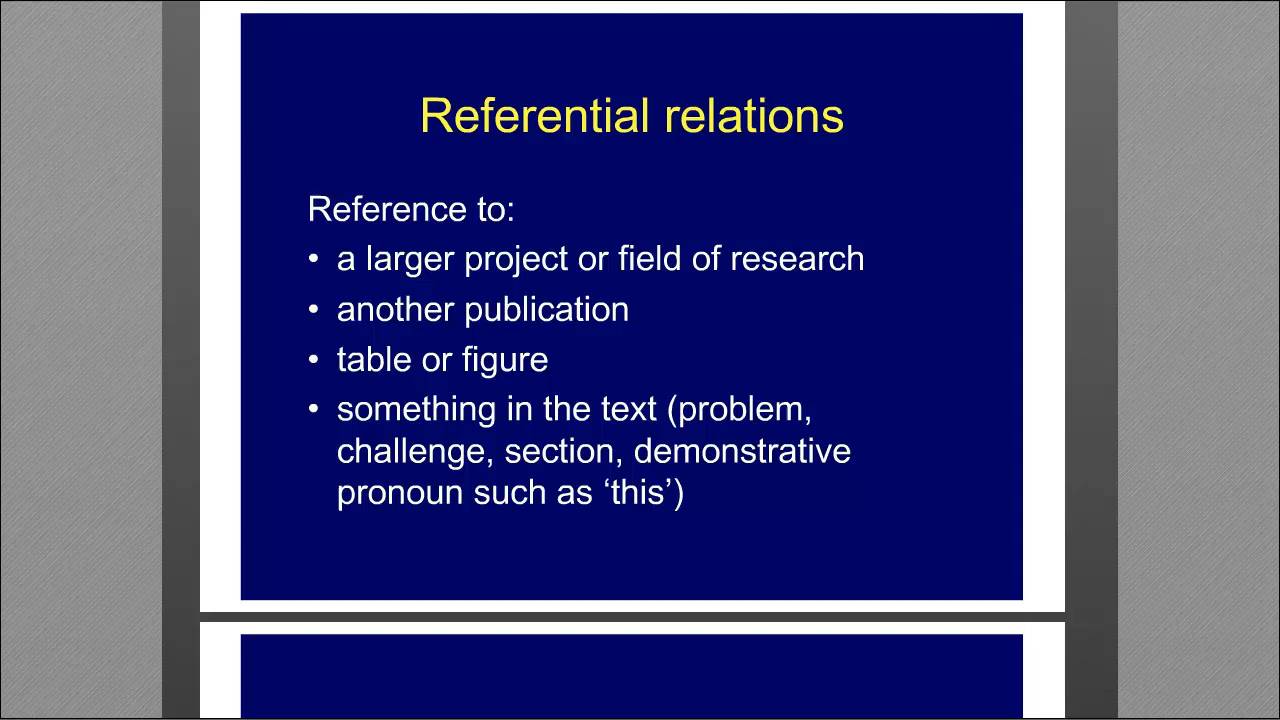 Referential relations
Reference to:
• a larger project or field of research
• another publication
• table or figure
• something in the text (problem,
challenge, section, demonstrative
pronoun such as ‘this’)